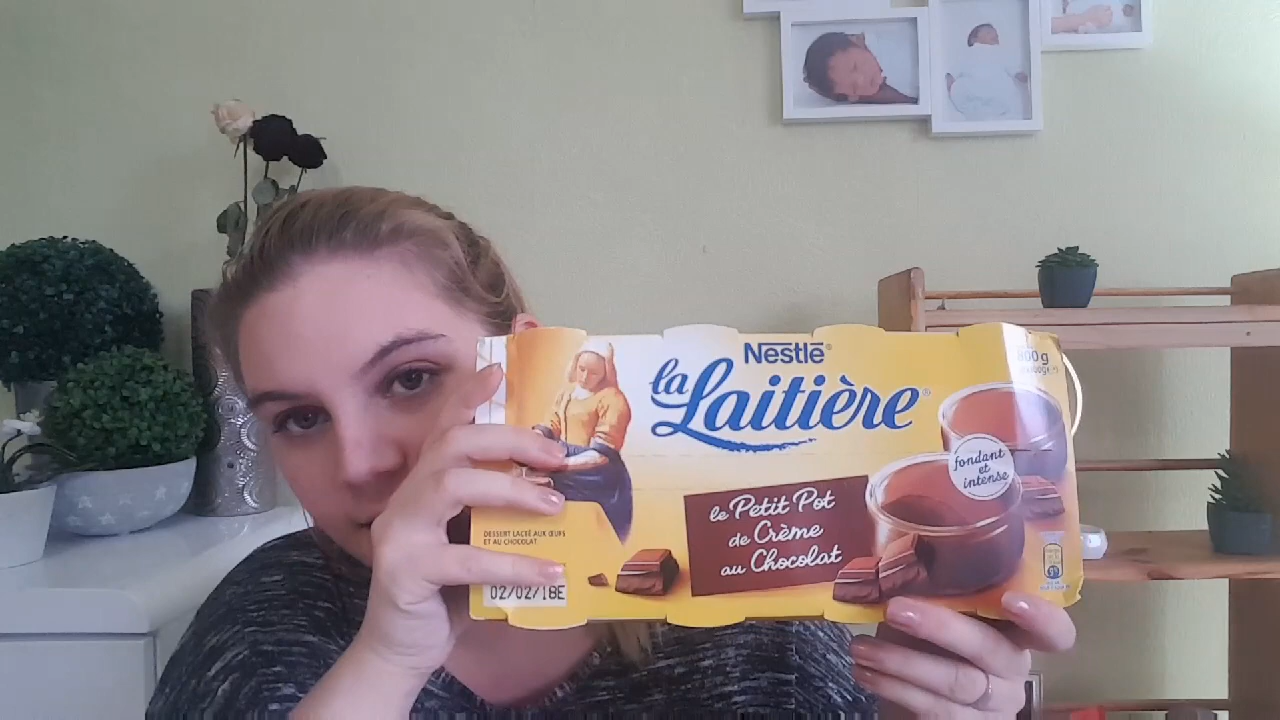 Nestlé®
la Laitière®
800 g
fondant
et
intense
le Petit Pot
de Crème
au Chocolat
DESSERT LACTÉ AUX ŒUFS
ET AU CHOCOLAT
02/02/18E